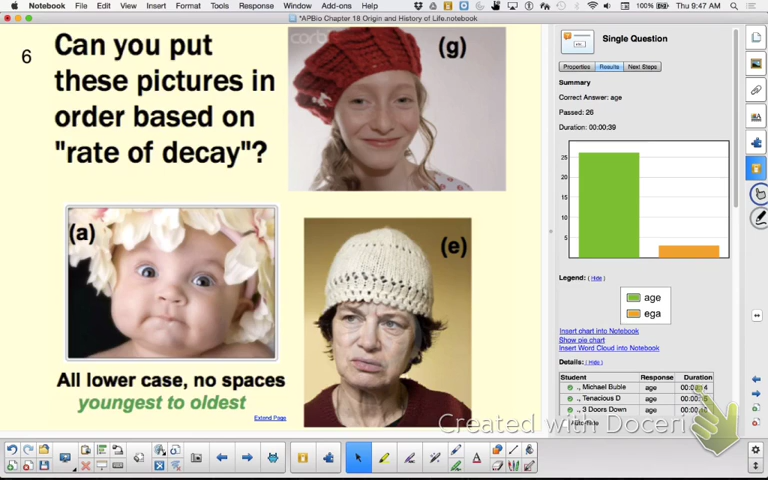 Notebook File Edit View Insert Format Tools Response Window Add-ons Help 100% Thu 9:47 AM
*APBio Chapter 18 Origin and History of Life.notebook
6
Can you put
these pictures in
order based on
"rate of decay"?
corbis
(g)
(a)
(e)
All lower case, no spaces
youngest to oldest
Extend Page
Single Question
Properties Results Next Steps
Summary
Correct Answer: age
Passed: 26
Duration: 00:00:39
25
20
15
10
5
Legend: (Hide)
age
ega
Insert chart into Notebook
Show pie chart
Insert Word Cloud into Notebook
Details: (Hide)
Student Response Duration
., Michael Buble age
., Tenacious D age
., 3 Doors Down age
Auto-hide
Created with Doceri